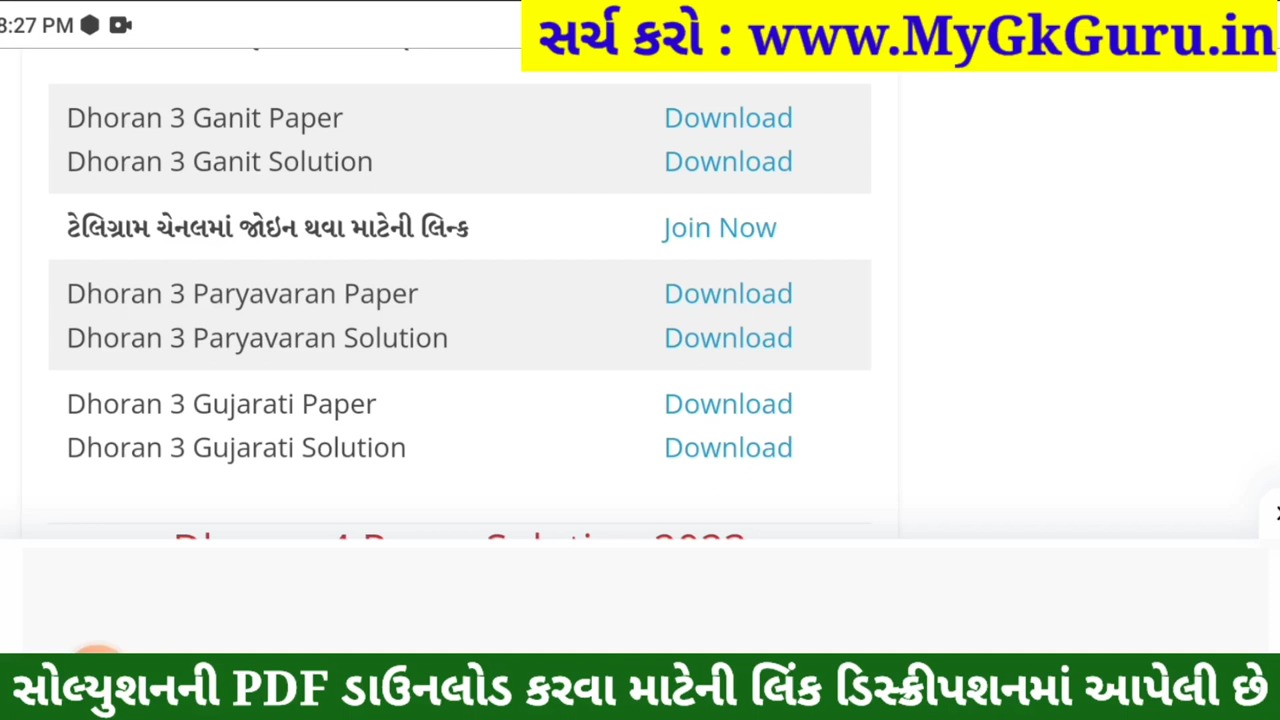 8:27 PM
સર્ચ કરો : www.MyGkGuru.in
Dhoran 3 Ganit Paper Download
Dhoran 3 Ganit Solution Download
ટેલિગ્રામ ચેનલમાં જોઇન થવા માટેની લિન્ક Join Now
Dhoran 3 Paryavaran Paper Download
Dhoran 3 Paryavaran Solution Download
Dhoran 3 Gujarati Paper Download
Dhoran 3 Gujarati Solution Download
સોલ્યુશનની PDF ડાઉનલોડ કરવા માટેની લિંક ડિસ્ક્રીપશનમાં આપેલી છે